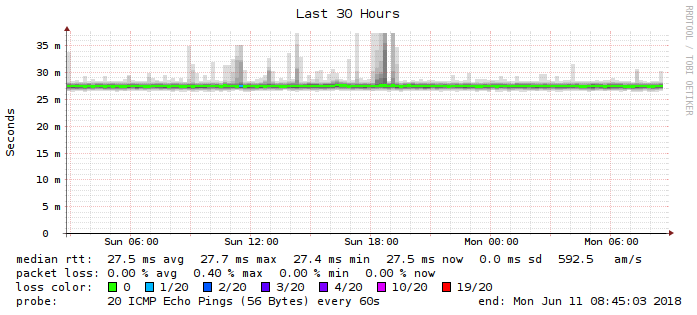 Last 30 Hours
RRDTOOL / TOBI OETIKER
Seconds
35 m
30 m
25 m
20 m
15 m
10 m
5 m
0
Sun 06:00 Sun 12:00 Sun 18:00 Mon 00:00 Mon 06:00
median rtt: 27.5 ms avg 27.7 ms max 27.4 ms min 27.5 ms now 0.0 ms sd 592.5 am/s
packet loss: 0.00 % avg 0.40 % max 0.00 % min 0.00 % now
loss color: 0 1/20 2/20 3/20 4/20 10/20 19/20
probe: 20 ICMP Echo Pings (56 Bytes) every 60s end: Mon Jun 11 08:45:03 2018